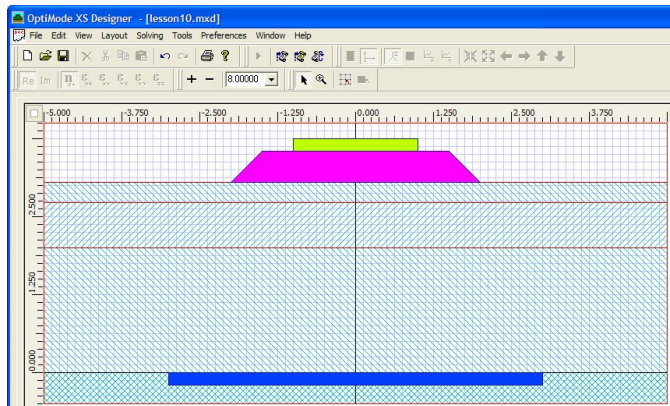 OptiMode XS Designer - [lesson10.mxd]
File Edit View Layout Solving Tools Preferences Window Help
Re Im 8.00000
-5.000 -3.750 -2.500 -1.250 0.000 1.250 2.500 3.750
2.500
1.250
0.000